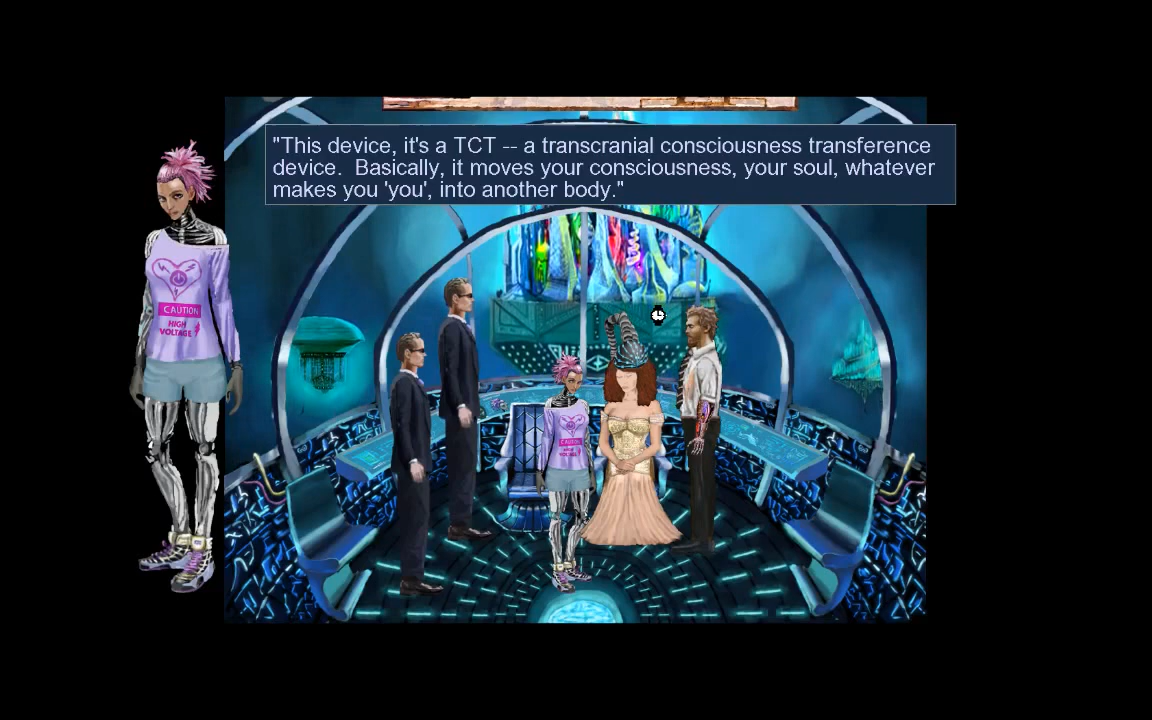 "This device, it's a TCT -- a transcranial consciousness transference
device.  Basically, it moves your consciousness, your soul, whatever
makes you 'you', into another body."
CAUTION
HIGH
VOLTAGE
CAUTION